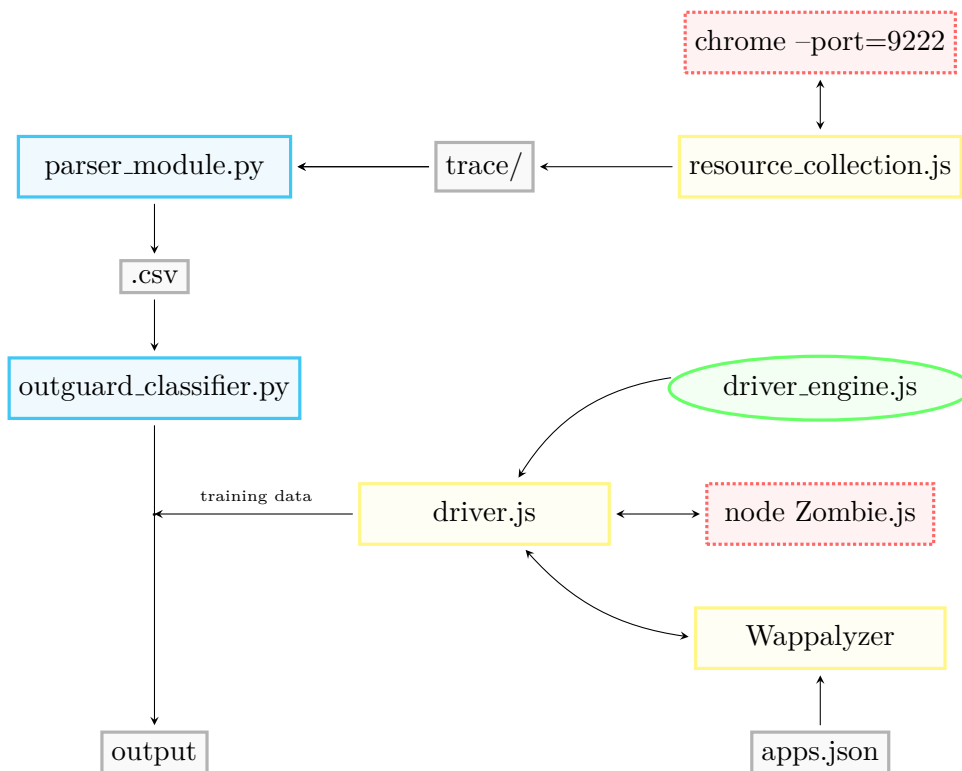 chrome –port=9222
parser_module.py
trace/
resource_collection.js
.csv
outguard_classifier.py
driver_engine.js
training data
driver.js
node Zombie.js
Wappalyzer
output
apps.json